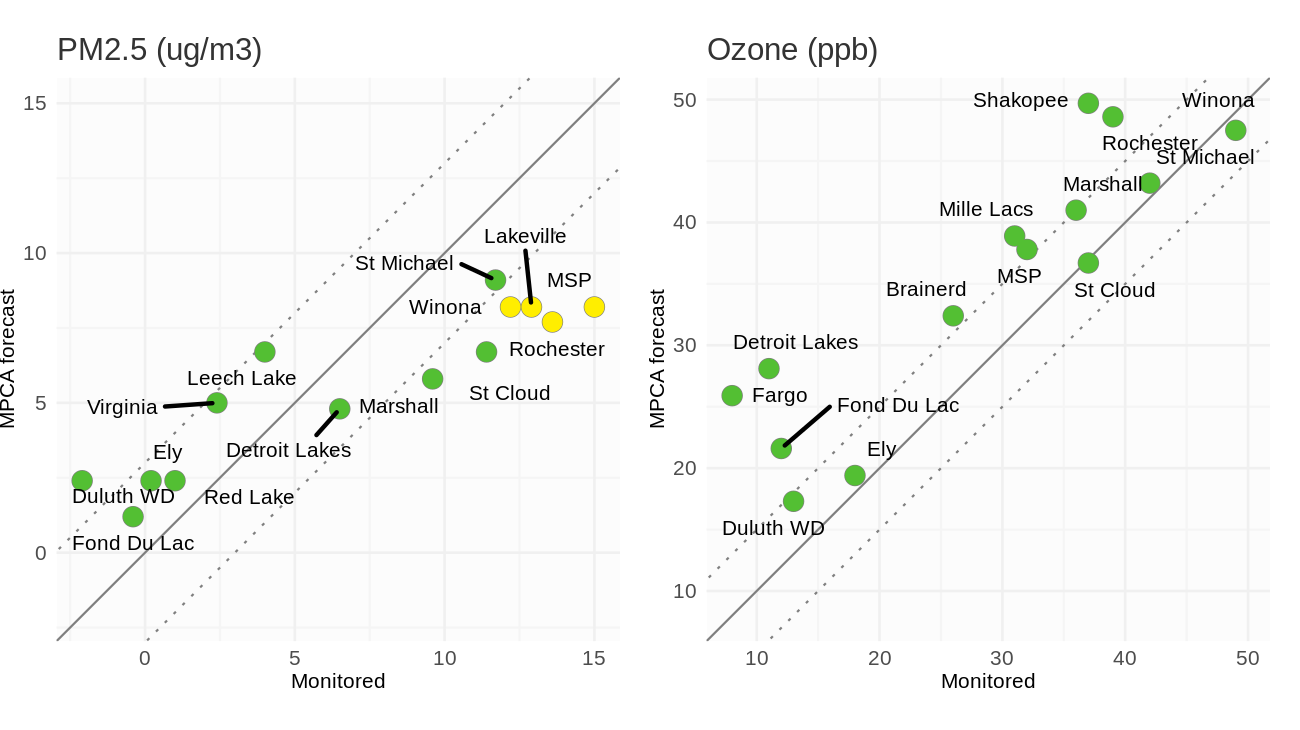 PM2.5 (ug/m3)
15
10
5
0
MPCA forecast
Lakeville
St Michael
MSP
Winona
Rochester
Leech Lake
St Cloud
Virginia
Marshall
Detroit Lakes
Ely
Duluth WD
Red Lake
Fond Du Lac
0
5
10
15
Monitored
Ozone (ppb)
50
40
30
20
10
MPCA forecast
Shakopee
Winona
Rochester
St Michael
Marshall
Mille Lacs
MSP
St Cloud
Brainerd
Detroit Lakes
Fargo
Fond Du Lac
Ely
Duluth WD
10
20
30
40
50
Monitored